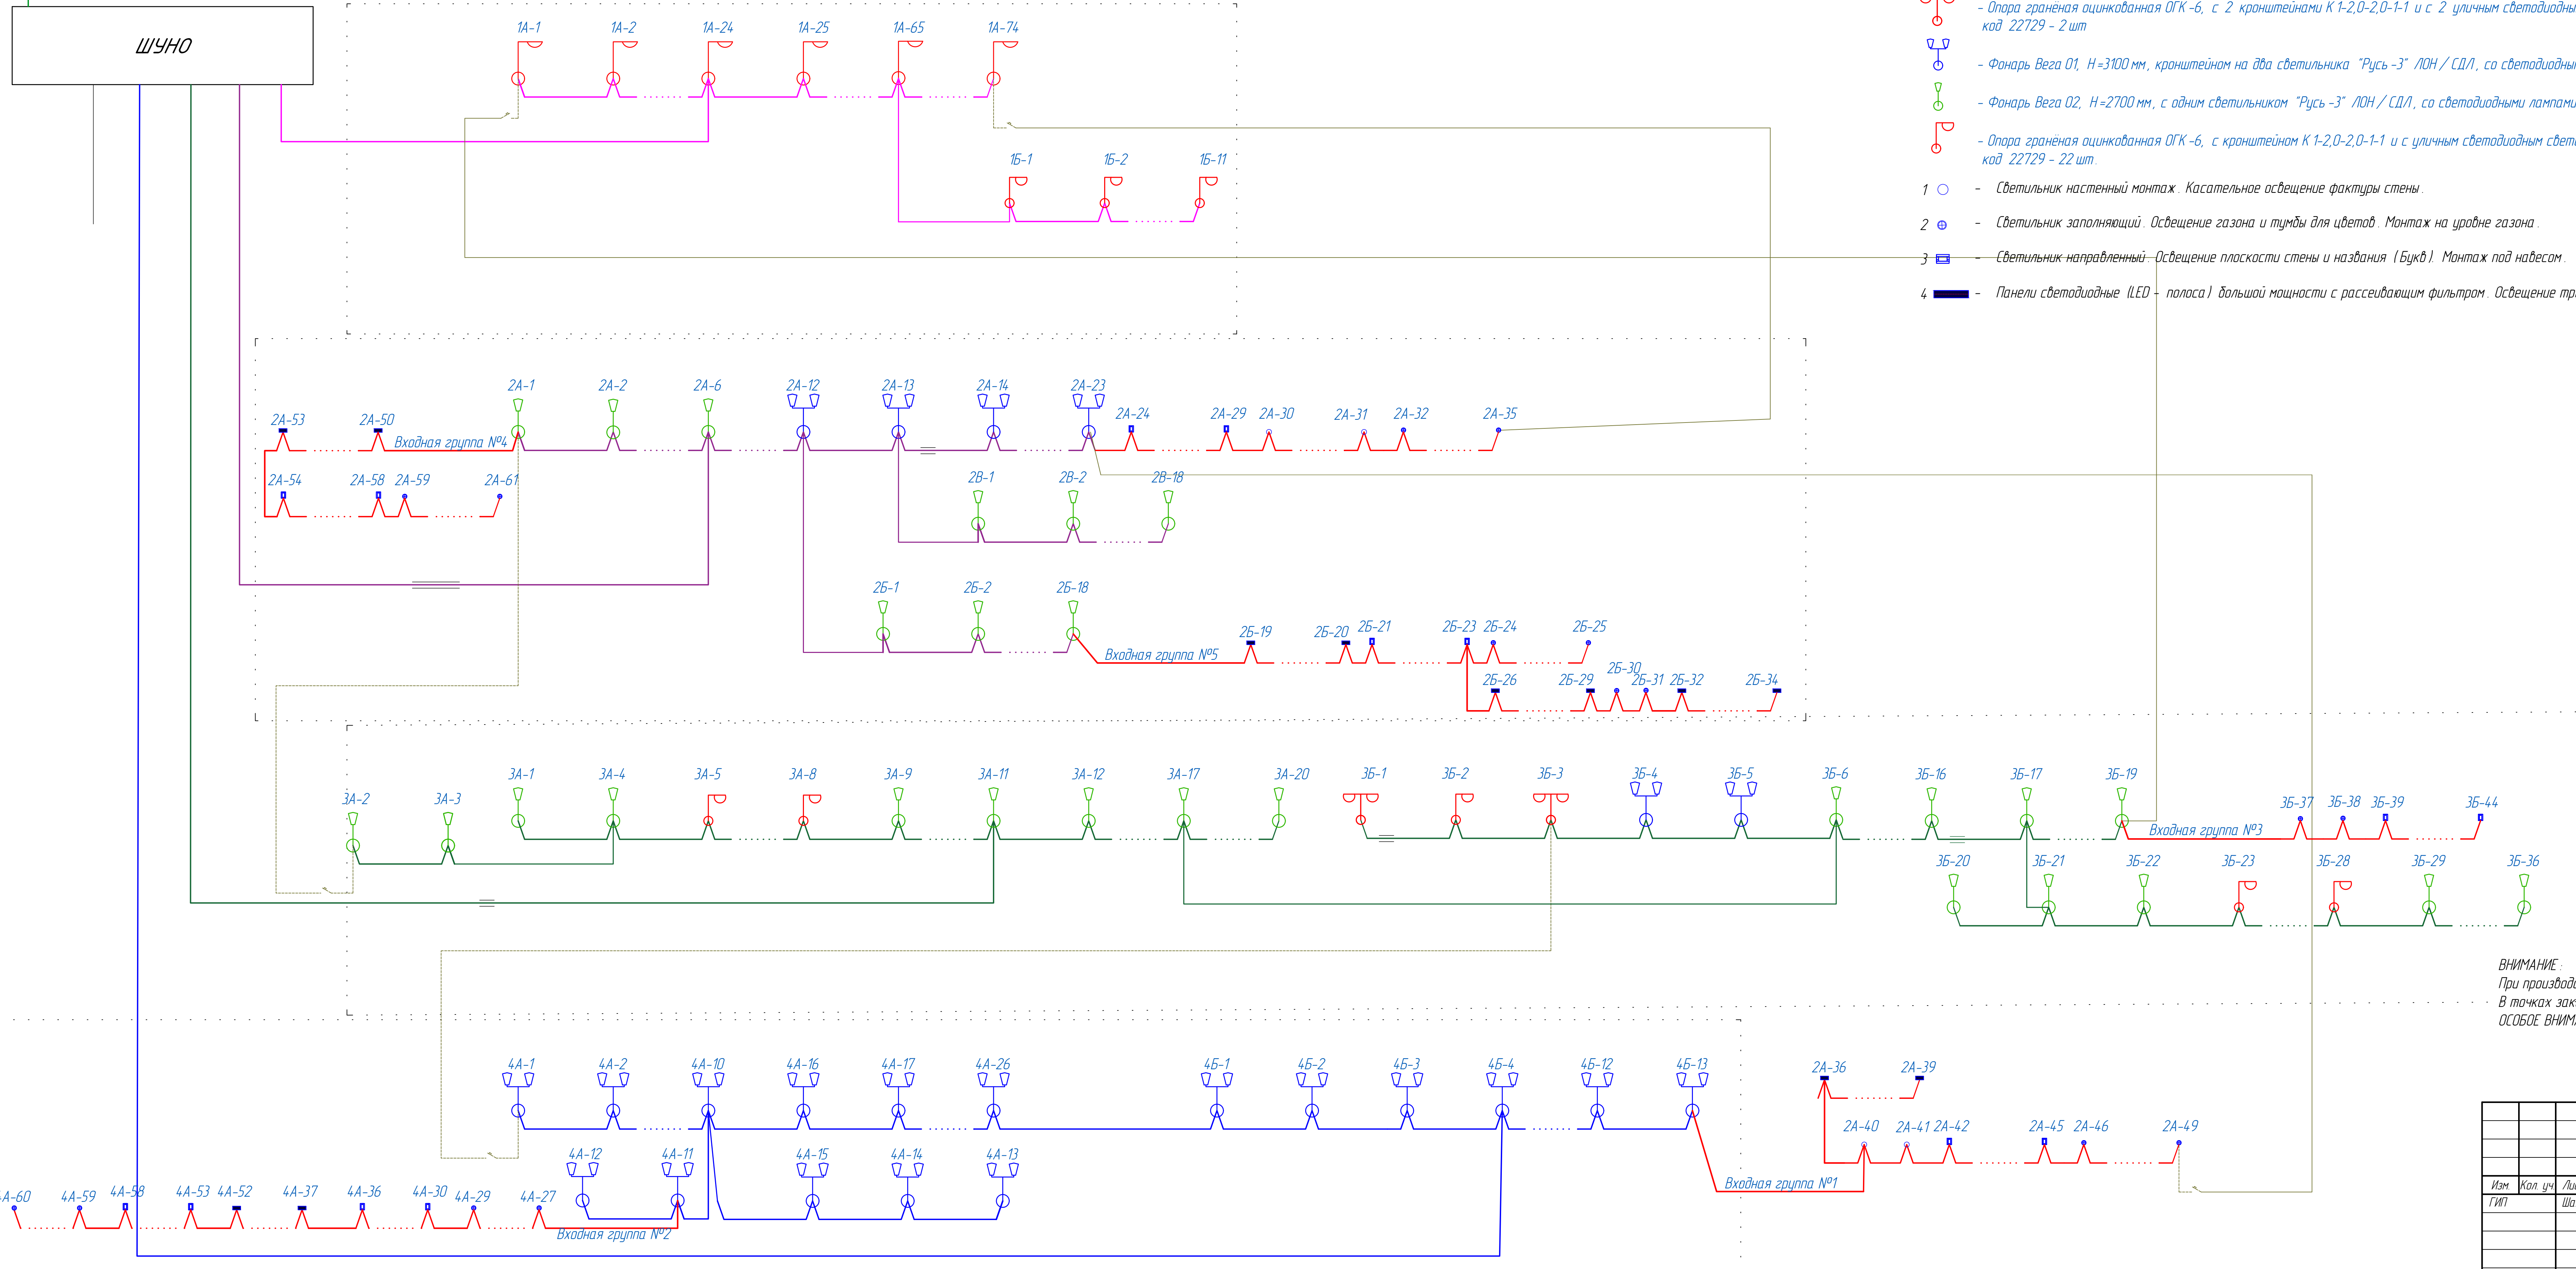 ШУНО
1А-1 1А-2 1А-24 1А-25 1А-65 1А-74
1Б-1 1Б-2 1Б-11
- Опора гранёная оцинкованная ОГК-6, с 2 кронштейнами К1-2,0-2,0-1-1 и с 2 уличным
код 22729 - 2 шт
- Фонарь Вега 01, Н=3100 мм, кронштейном на два светильника "Русь-3" ЛОН / СДЛ, со
- Фонарь Вега 02, Н=2700 мм, с одним светильником "Русь-3" ЛОН / СДЛ, со светодиодными лампами
- Опора гранёная оцинкованная ОГК-6, с кронштейном К1-2,0-2,0-1-1 и с уличным светодиодным
код 22729 - 22 шт.
1 - Светильник настенный монтаж. Касательное освещение фактуры стены.
2 - Светильник заполняющий. Освещение газона и тумбы для цветов. Монтаж на уровне газона.
3 - Светильник направленный. Освещение плоскости стены и названия (Букв). Монтаж под навесом.
4 - Панели светодиодные (LED - полоса) большой мощности с рассеивающим фильтром. Освещение
2А-1 2А-2 2А-6 2А-12 2А-13 2А-14 2А-23
2А-53 2А-50 2А-24 2А-29 2А-30 2А-31 2А-32 2А-35
Входная группа №4
2А-54 2А-58 2А-59 2А-61
2В-1 2В-2 2В-18
2Б-1 2Б-2 2Б-18
2Б-19 2Б-20 2Б-21 2Б-23 2Б-24 2Б-25
Входная группа №5
2Б-30
2Б-26 2Б-29 2Б-31 2Б-32 2Б-34
3А-1 3А-4 3А-5 3А-8 3А-9 3А-11 3А-12 3А-17 3А-20 3Б-1 3Б-2 3Б-3 3Б-4 3Б-5 3Б-6 3Б-16 3Б-17 3Б-19
3А-2 3А-3
3Б-37 3Б-38 3Б-39 3Б-44
Входная группа №3
3Б-20 3Б-21 3Б-22 3Б-23 3Б-28 3Б-29 3Б-36
ВНИМАНИЕ:
При
В точках
ОСОБОЕ
4А-1 4А-2 4А-10 4А-16 4А-17 4А-26 4Б-1 4Б-2 4Б-3 4Б-4 4Б-12 4Б-13
2А-36 2А-39
2А-40 2А-41 2А-42 2А-45 2А-46 2А-49
4А-12 4А-11 4А-15 4А-14 4А-13
Входная группа №1
4А-60 4А-59 4А-58 4А-53 4А-52 4А-37 4А-36 4А-30 4А-29 4А-27
Входная группа №2
Изм. Кол. уч
ГИП